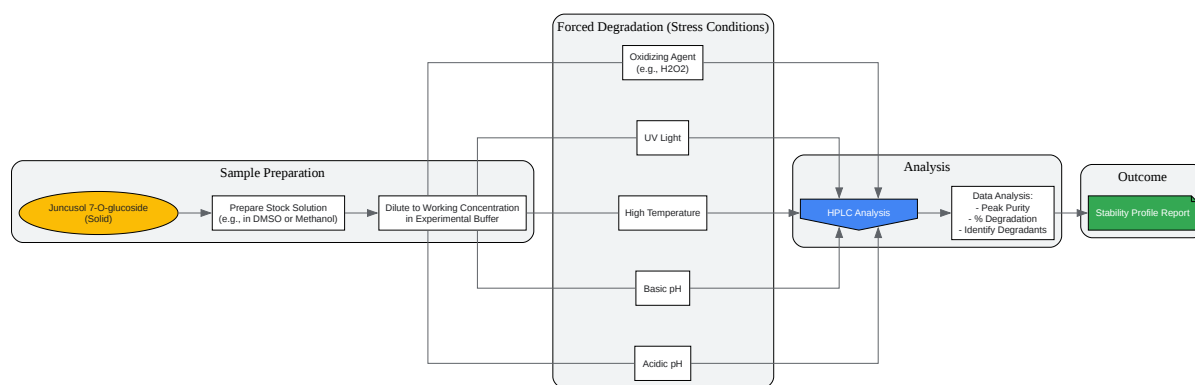 Sample Preparation
Juncusol 7-O-glucoside
(Solid)
Prepare Stock Solution
(e.g., in DMSO or Methanol)
Dilute to Working Concentration
in Experimental Buffer
Forced Degradation (Stress Conditions)
Oxidizing Agent
(e.g., H2O2)
UV Light
High Temperature
Basic pH
Acidic pH
Analysis
HPLC Analysis
Data Analysis:
- Peak Purity
- % Degradation
- Identify Degradants
Outcome
Stability Profile Report